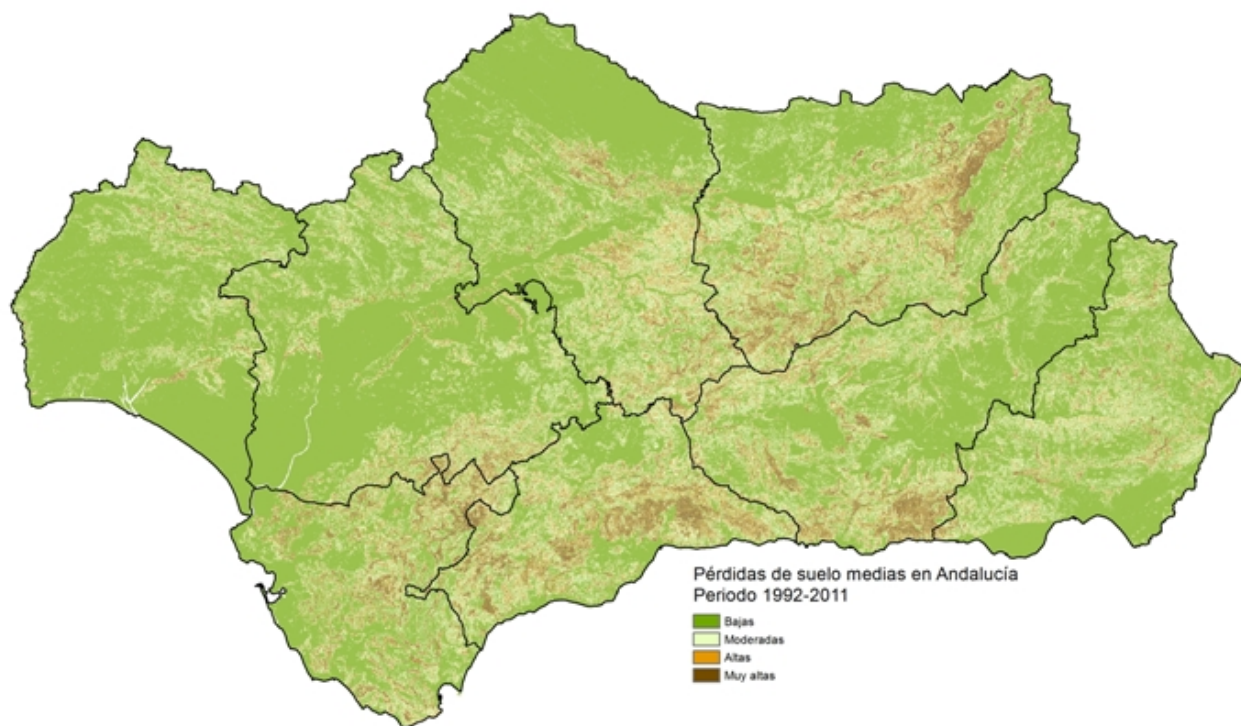 Pérdidas de suelo medias en Andalucía
Periodo 1992-2011
Bajas
Moderadas
Altas
Muy altas